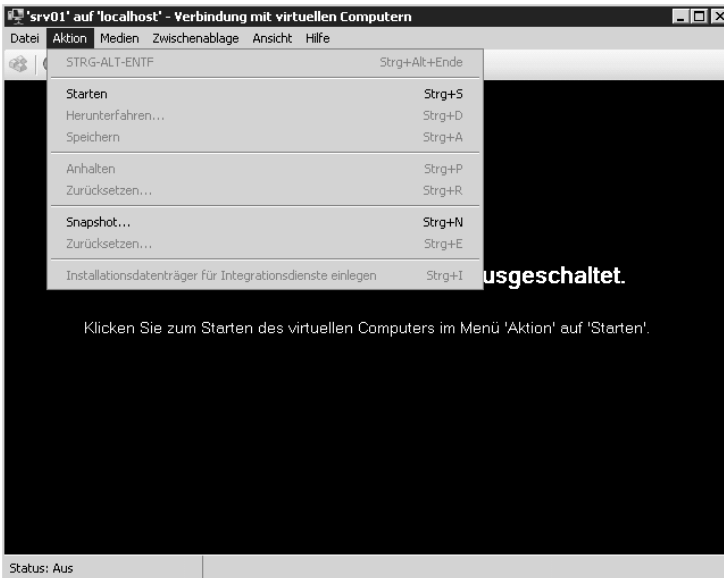 'srv01' auf 'localhost' - Verbindung mit virtuellen Computern
Datei Aktion Medien Zwischenablage Ansicht Hilfe
STRG-ALT-ENTF Strg+Alt+Ende
Starten Strg+S
Herunterfahren... Strg+D
Speichern Strg+A
Anhalten Strg+P
Zurücksetzen... Strg+R
Snapshot... Strg+N
Zurücksetzen... Strg+E
Installationsdatenträger für Integrationsdienste einlegen Strg+I
usgeschaltet.
Klicken Sie zum Starten des virtuellen Computers im Menü 'Aktion' auf 'Starten'.
Status: Aus